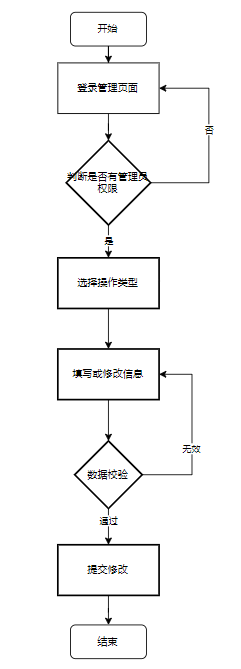 开始
登录管理页面
判断是否有管理员
权限
否
是
选择操作类型
填写或修改信息
数据校验
无效
通过
提交修改
结束